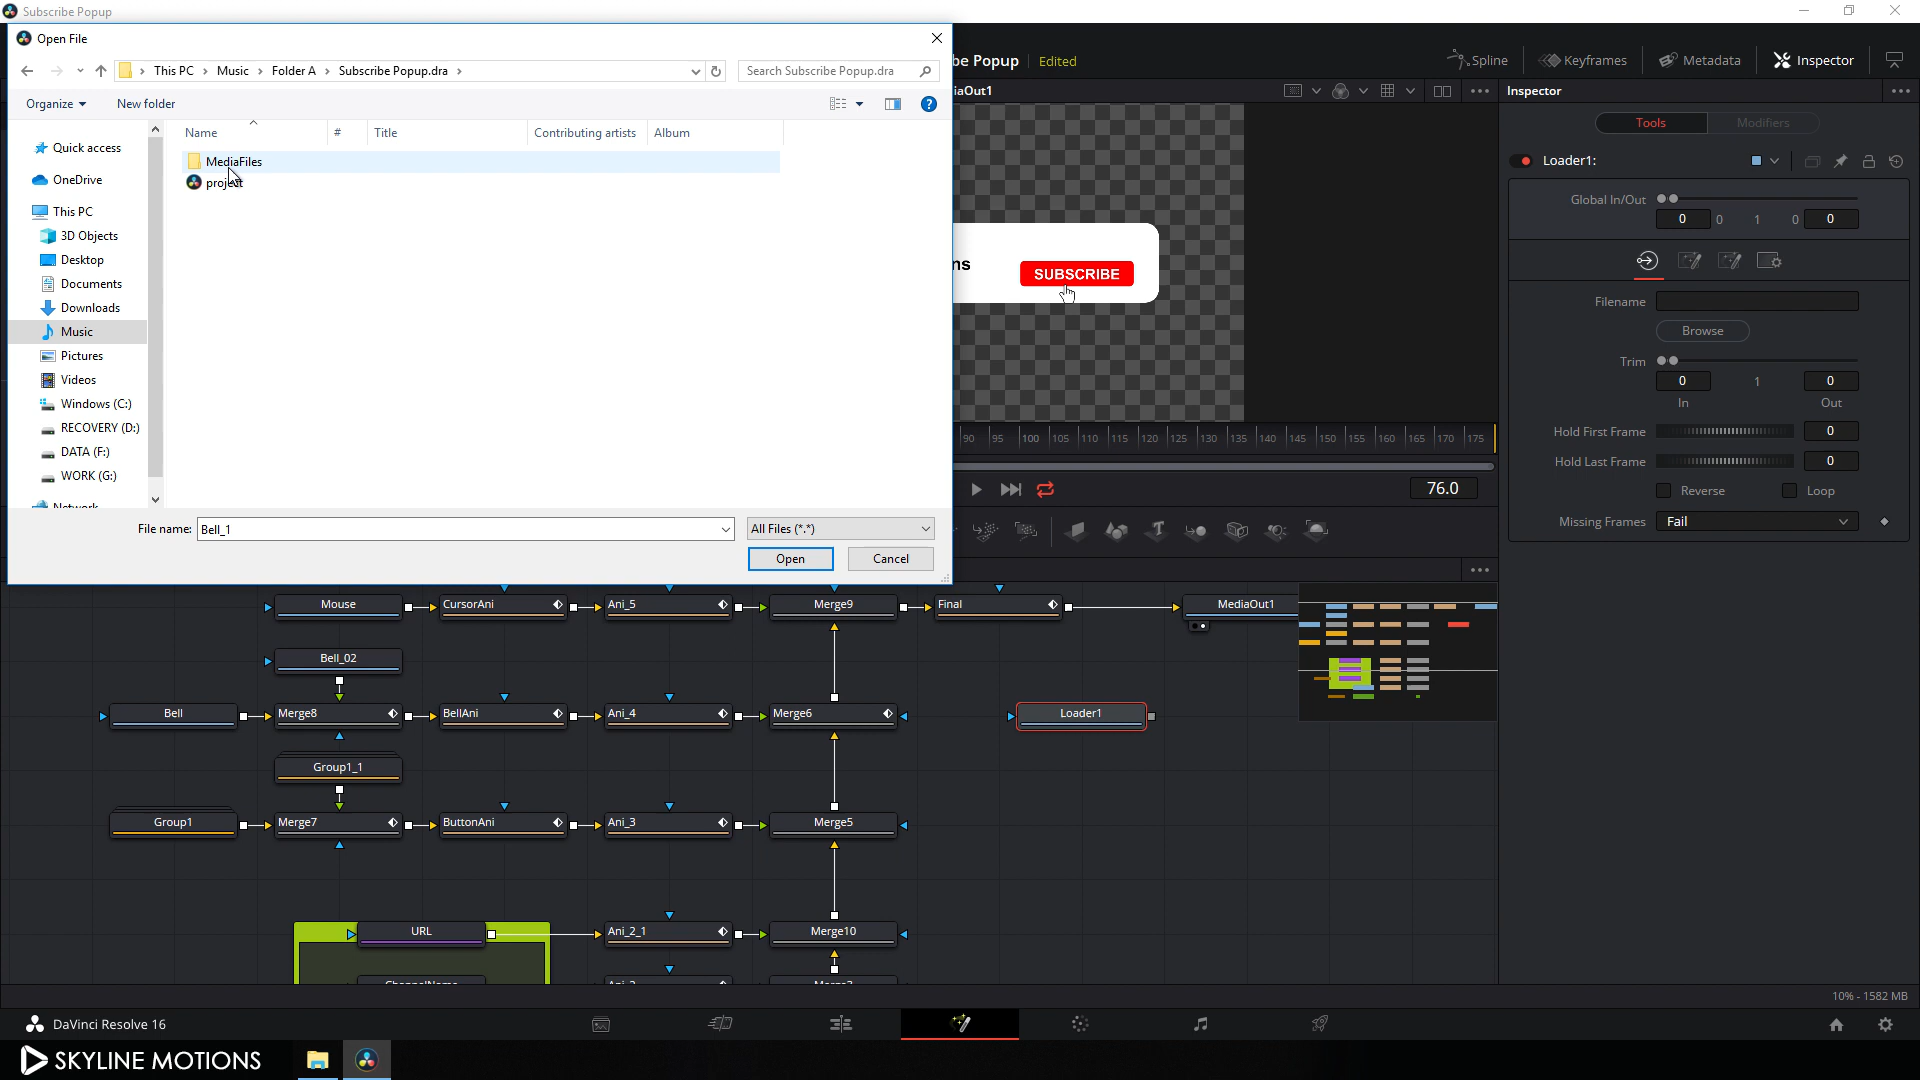 Subscribe Popup
Open File
This PC > Music > Folder A > Subscribe Popup.dra >
Search Subscribe Popup.dra
Organize
New folder
Name
#
Title
Contributing artists
Album
Quick access
OneDrive
This PC
3D Objects
Desktop
Documents
Downloads
Music
Pictures
Videos
Windows (C:)
RECOVERY (D:)
DATA (F:)
WORK (G:)
Network
MediaFiles
project
File name:
Bell_1
All Files (*.*)
Open
Cancel
be Popup
Edited
Spline
Keyframes
Metadata
Inspector
iaOut1
ns
SUBSCRIBE
90 95 100 105 110 115 120 125 130 135 140 145 150 155 160 165 170 175
76.0
Inspector
Tools
Modifiers
Loader1:
Global In/Out
0 0 1 0 0
Filename
Browse
Trim
0 1 0
In
Out
Hold First Frame
0
Hold Last Frame
0
Reverse
Loop
Missing Frames
Fail
Mouse
CursorAni
Ani_5
Merge9
Final
MediaOut1
Bell_02
Bell
Merge8
BellAni
Ani_4
Merge6
Loader1
Group1_1
Group1
Merge7
ButtonAni
Ani_3
Merge5
URL
Ani_2_1
Merge10
ChannelName
10% - 1582 MB
DaVinci Resolve 16
SKYLINE MOTIONS